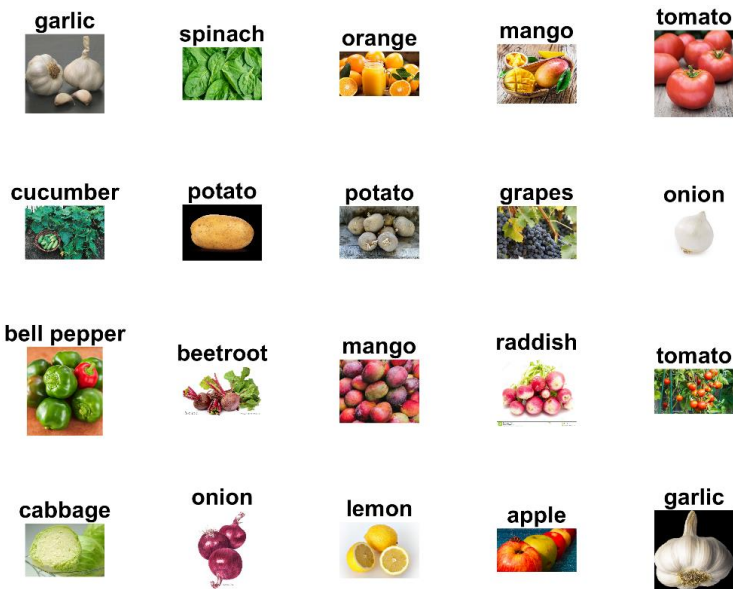 garlic
spinach
orange
mango
tomato
cucumber
potato
potato
grapes
onion
bell pepper
beetroot
mango
raddish
tomato
cabbage
onion
lemon
apple
garlic